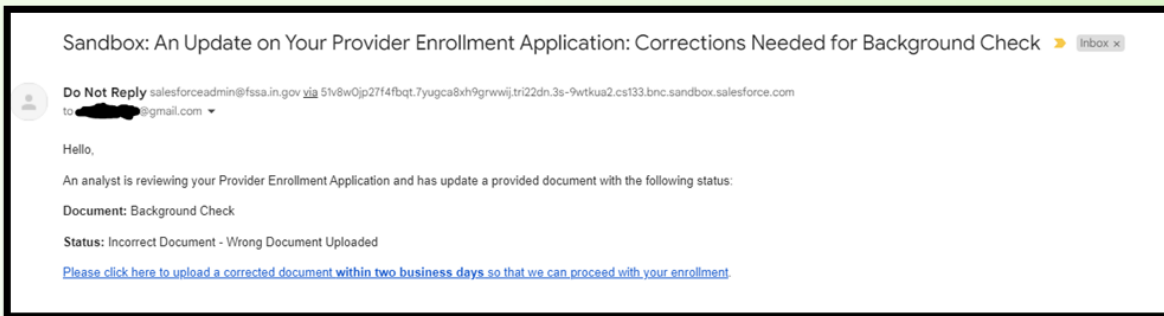 Sandbox: An Update on Your Provider Enrollment Application: Corrections Needed for Background Check Inbox x
Do Not Reply salesforceadmin@fssa.in.gov via 51v8w0jp27f4fbqt.7yugca8xh9grwwij.tri22dn.3s-9wtkua2.cs133.bnc.sandbox.salesforce.com
to @gmail.com
Hello,
An analyst is reviewing your Provider Enrollment Application and has update a provided document with the following status:
Document: Background Check
Status: Incorrect Document - Wrong Document Uploaded
Please click here to upload a corrected document within two business days so that we can proceed with your enrollment.